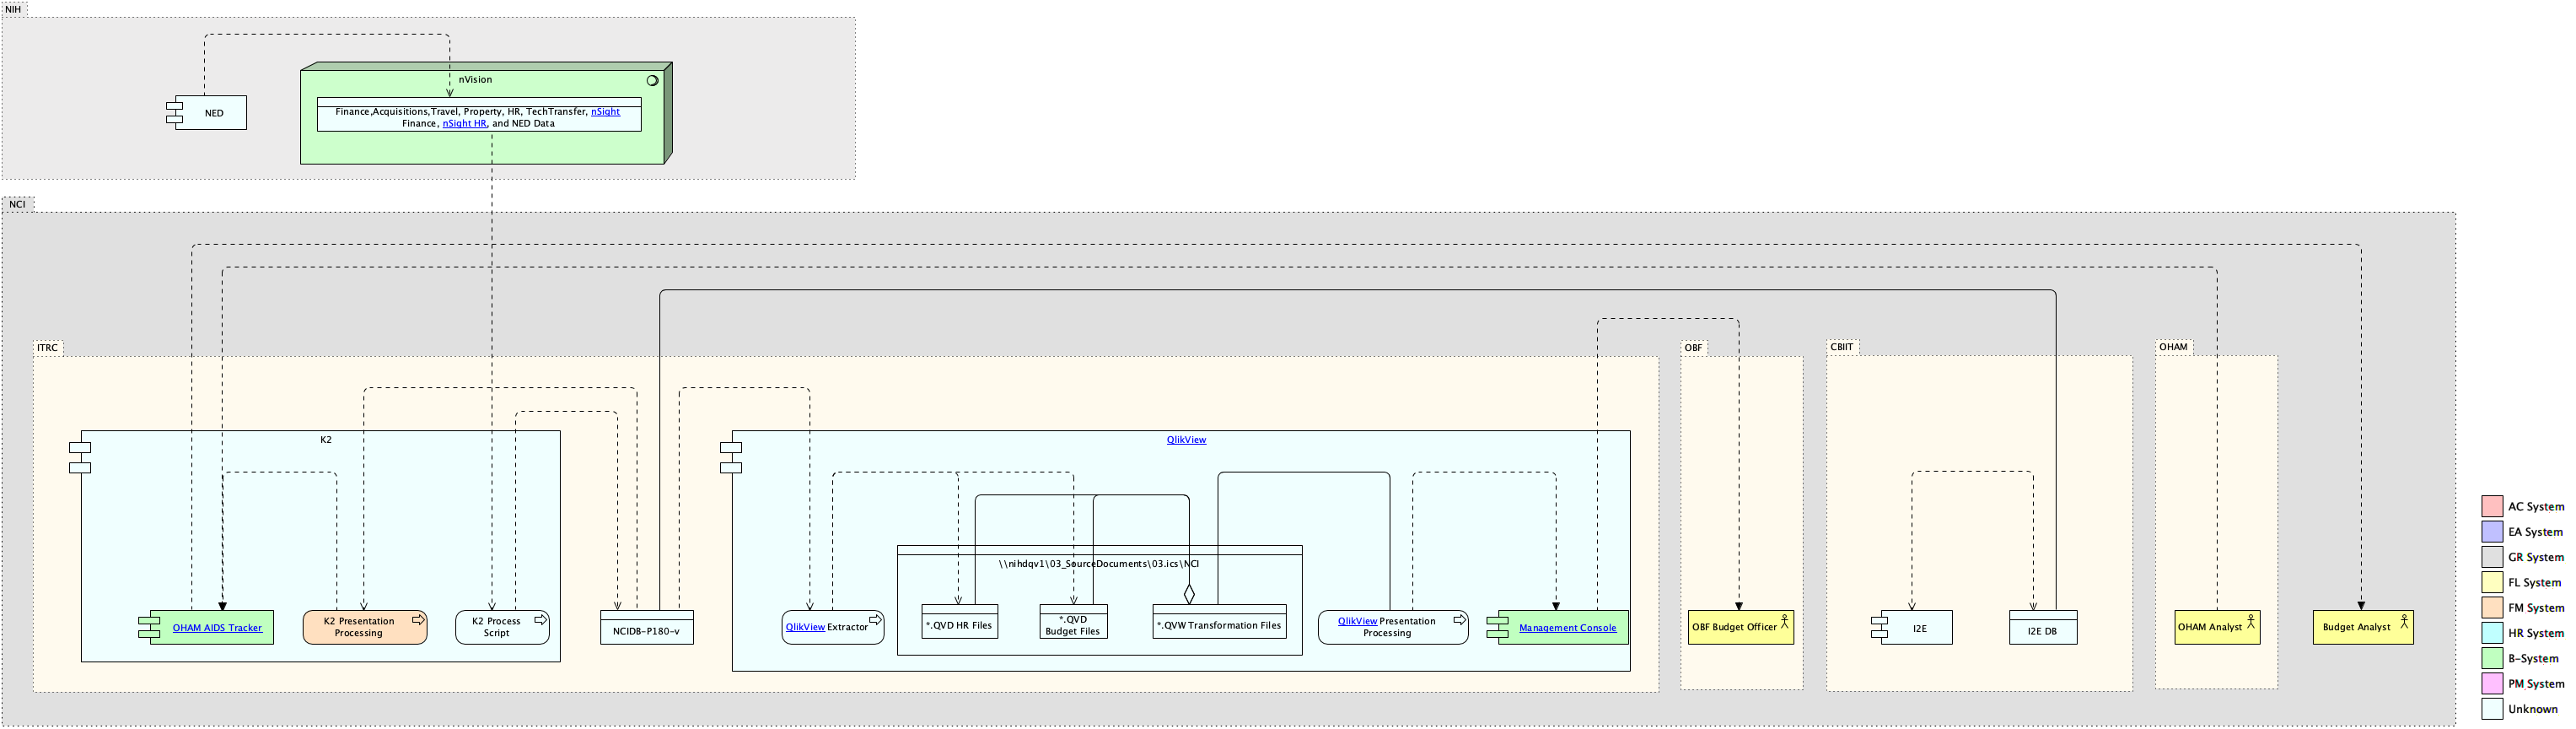 NIH
nVision
NED
Finance,Acquisitions,Travel, Property, HR, TechTransfer, nSight
Finance, nSight HR, and NED Data
NCI
ITRC
OBF
CBIIT
OHAM
K2
QlikView
\\nihdqv1\03_SourceDocuments\03.ics\NCI
OHAM AIDS Tracker
K2 Presentation
Processing
K2 Process
Script
NCIDB-P180-v
QlikView Extractor
*.QVD HR Files
*.QVD
Budget Files
*.QVW Transformation Files
QlikView Presentation
Processing
Management Console
OBF Budget Officer
I2E
I2E DB
OHAM Analyst
Budget Analyst
AC System
EA System
GR System
FL System
FM System
HR System
B-System
PM System
Unknown